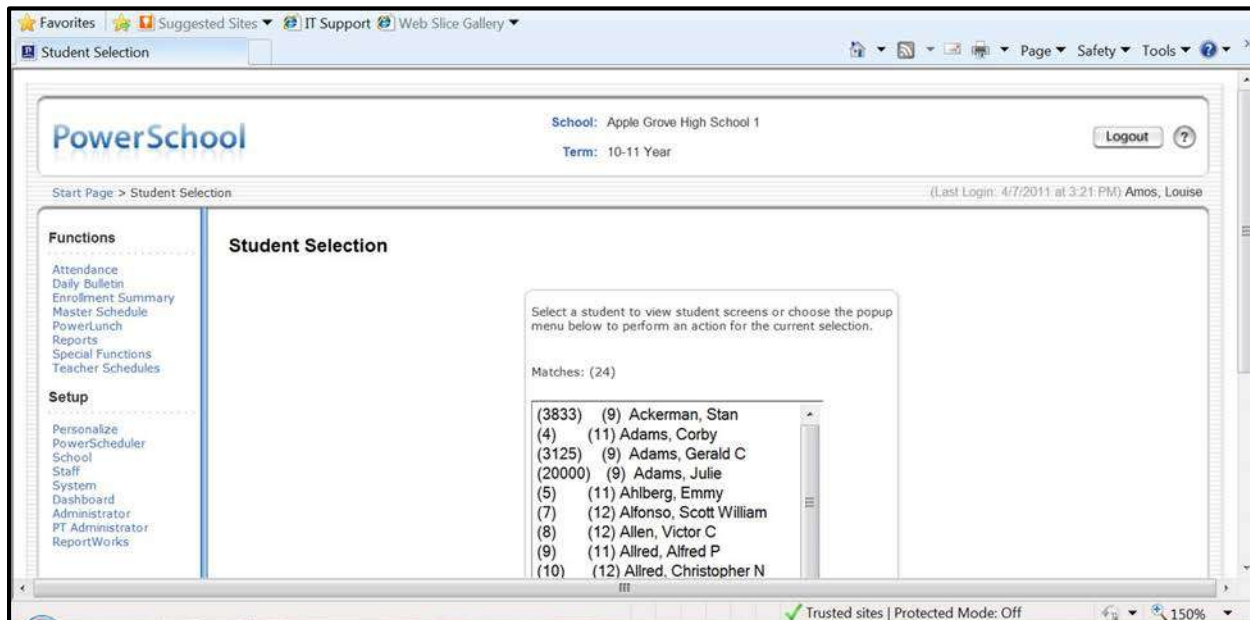 Favorites Suggested Sites IT Support Web Slice Gallery
Student Selection Page Safety Tools
PowerSchool
School: Apple Grove High School 1
Term: 10-11 Year
Logout ?
Start Page > Student Selection (Last Login: 4/7/2011 at 3:21 PM) Amos, Louise
Functions
Attendance
Daily Bulletin
Enrollment Summary
Master Schedule
PowerLunch
Reports
Special Functions
Teacher Schedules
Setup
Personalize
PowerScheduler
School
Staff
System
Dashboard
Administrator
PT Administrator
ReportWorks
Student Selection
Select a student to view student screens or choose the popup
menu below to perform an action for the current selection.
Matches: (24)
(3833) (9) Ackerman, Stan
(4) (11) Adams, Corby
(3125) (9) Adams, Gerald C
(20000) (9) Adams, Julie
(5) (11) Ahlberg, Emmy
(7) (12) Alfonso, Scott William
(8) (12) Allen, Victor C
(9) (11) Allred, Alfred P
(10) (12) Allred, Christopher N
Trusted sites | Protected Mode: Off 150%